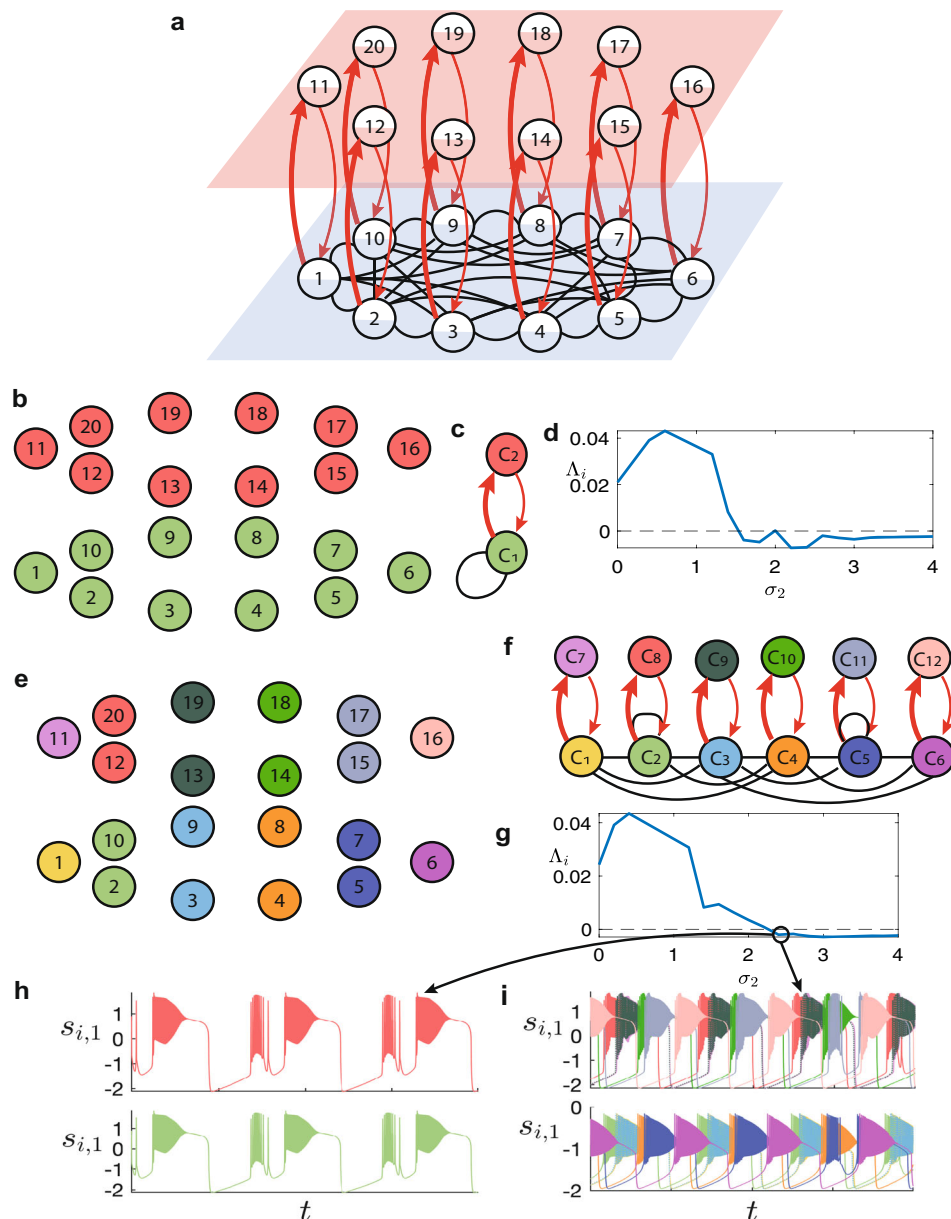 a
20 19 18 17
11 16
12 13 14 15
10 9 8 7
1 6
2 3 4 5
b
20 19 18 17
11 16
12 13 14 15
10 9 8 7
1 6
2 3 4 5
c
C2
C1
d
Λi
0.04
0.02
0
0 1 2 3 4
σ2
e
20 19 18 17
11 16
12 13 14 15
10 9 8 7
1 6
2 3 4 5
f
C7 C8 C9 C10 C11 C12
C1 C2 C3 C4 C5 C6
g
Λi
0.04
0.02
0
0 1 2 3 4
σ2
h
si,1
1
0
-1
-2
si,1
1
0
-1
-2
t
i
si,1
1
0
-1
-2
si,1
0
-1
-2
t